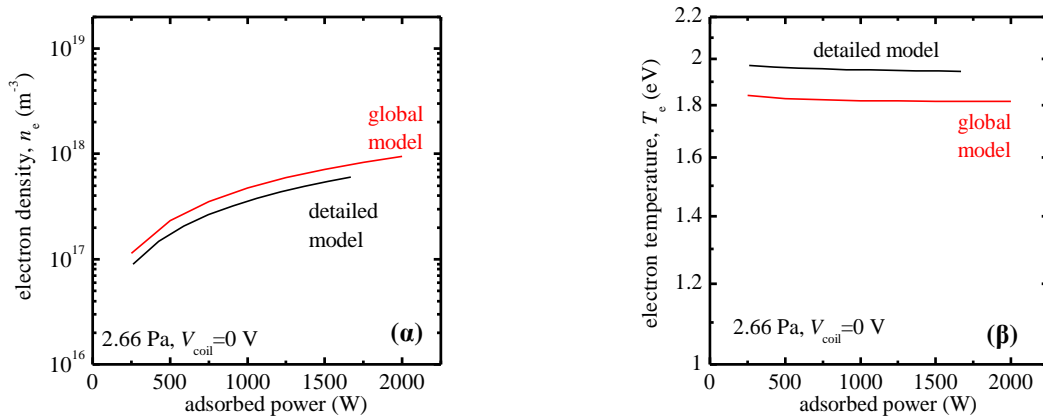 10^19
10^18
10^17
10^16
electron density, n_e (m^-3)
global
model
detailed
model
2.66 Pa, V_coil=0 V
(α)
0 500 1000 1500 2000
adsorbed power (W)
2.2
2
1.8
1.6
1.4
1.2
1
electron temperature, T_e (eV)
detailed model
global
model
2.66 Pa, V_coil=0 V
(β)
0 500 1000 1500 2000
adsorbed power (W)